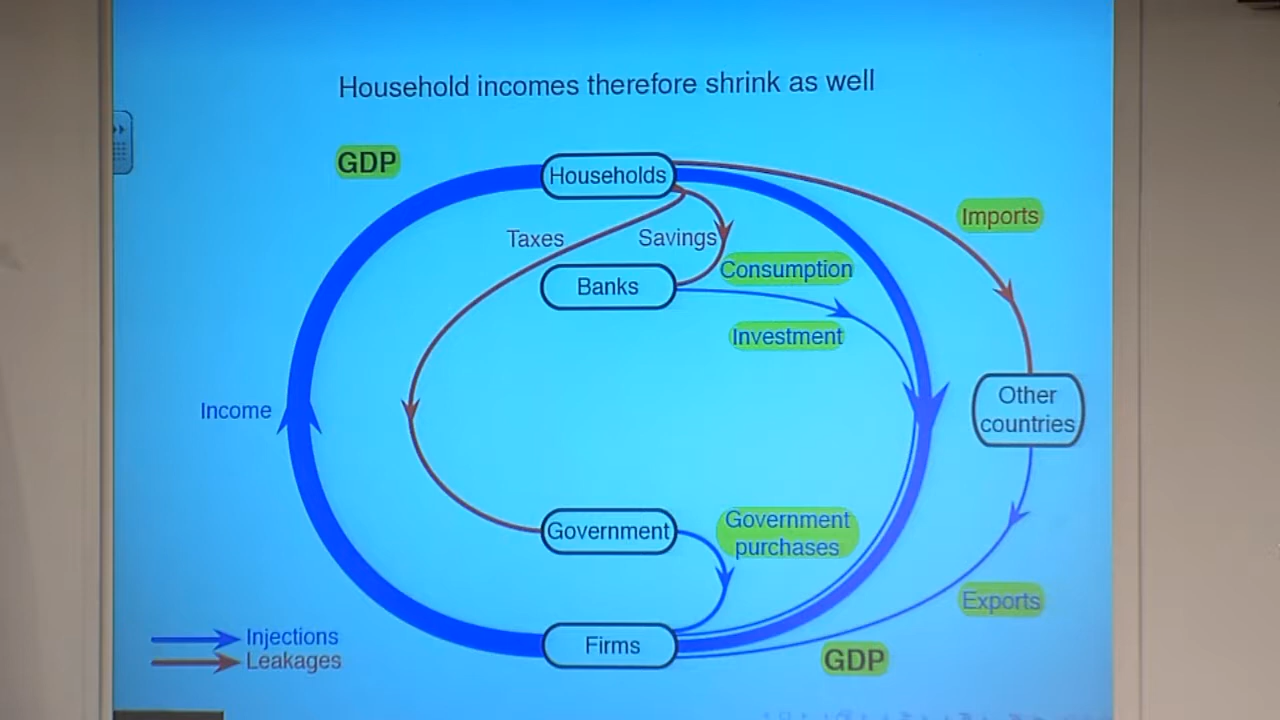 Household incomes therefore shrink as well
GDP
Households
Imports
Taxes
Savings
Consumption
Banks
Investment
Income
Other
countries
Government
Government
purchases
Exports
Firms
GDP
Injections
Leakages